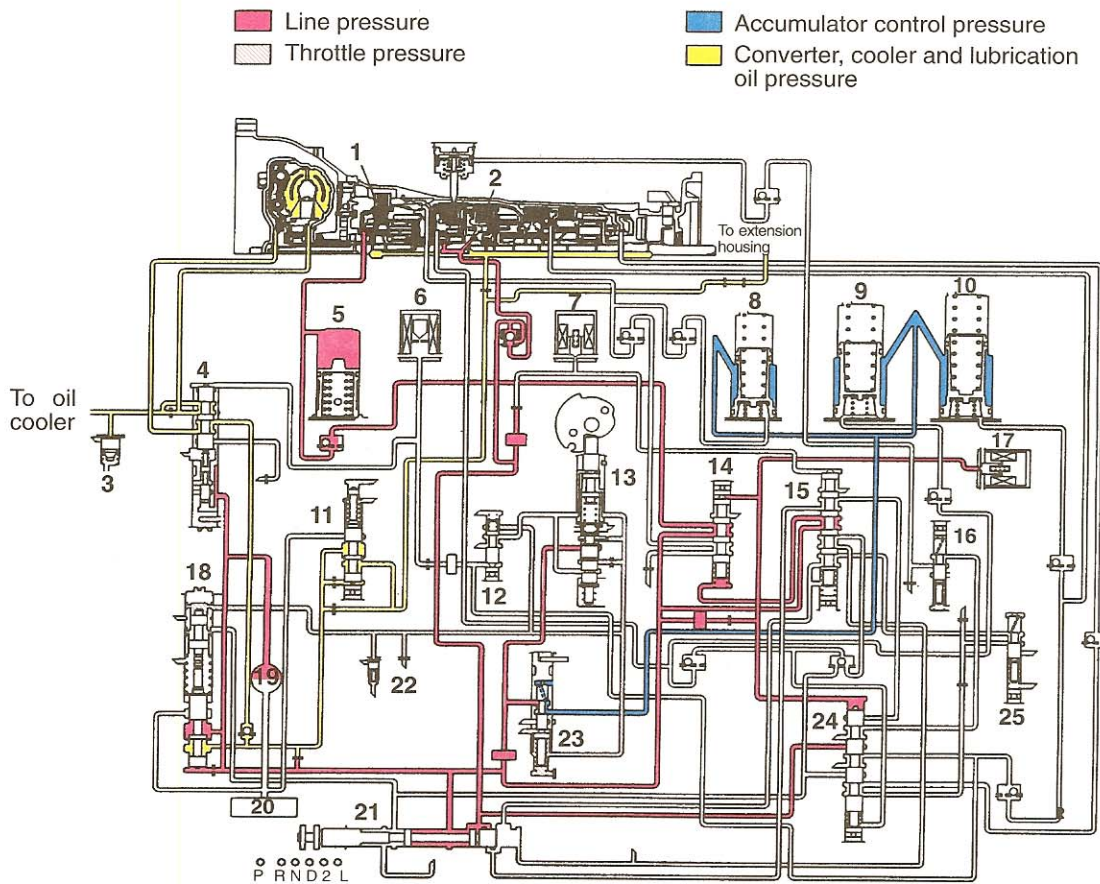 Line pressure
Throttle pressure
Accumulator control pressure
Converter, cooler and lubrication
oil pressure
1
2
To extension
housing
5
6
7
8
9
10
4
To oil
cooler
3
13
14
15
17
11
12
16
18
19
22
23
24
25
20
21
P R N D 2 L